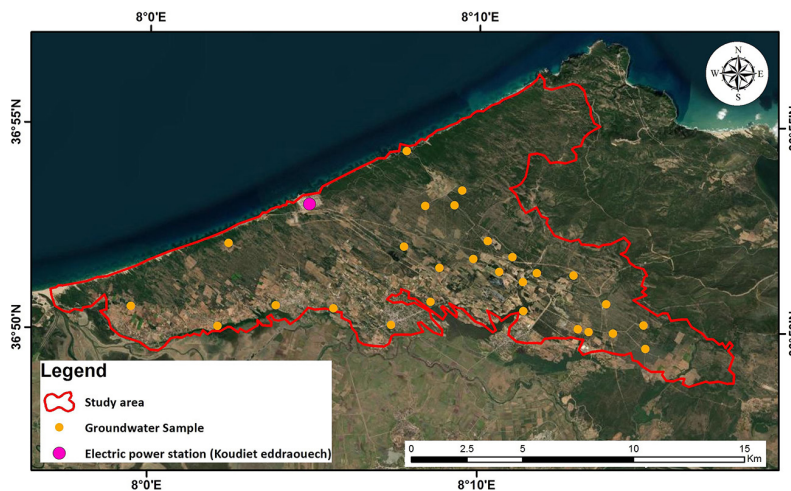 8°0'E 8°10'E
36°55'N
N
W E
S
36°50'N
Legend
Study area
Groundwater Sample
Electric power station (Koudiet eddraouech)
0 2.5 5 10 15
Km
8°0'E 8°10'E